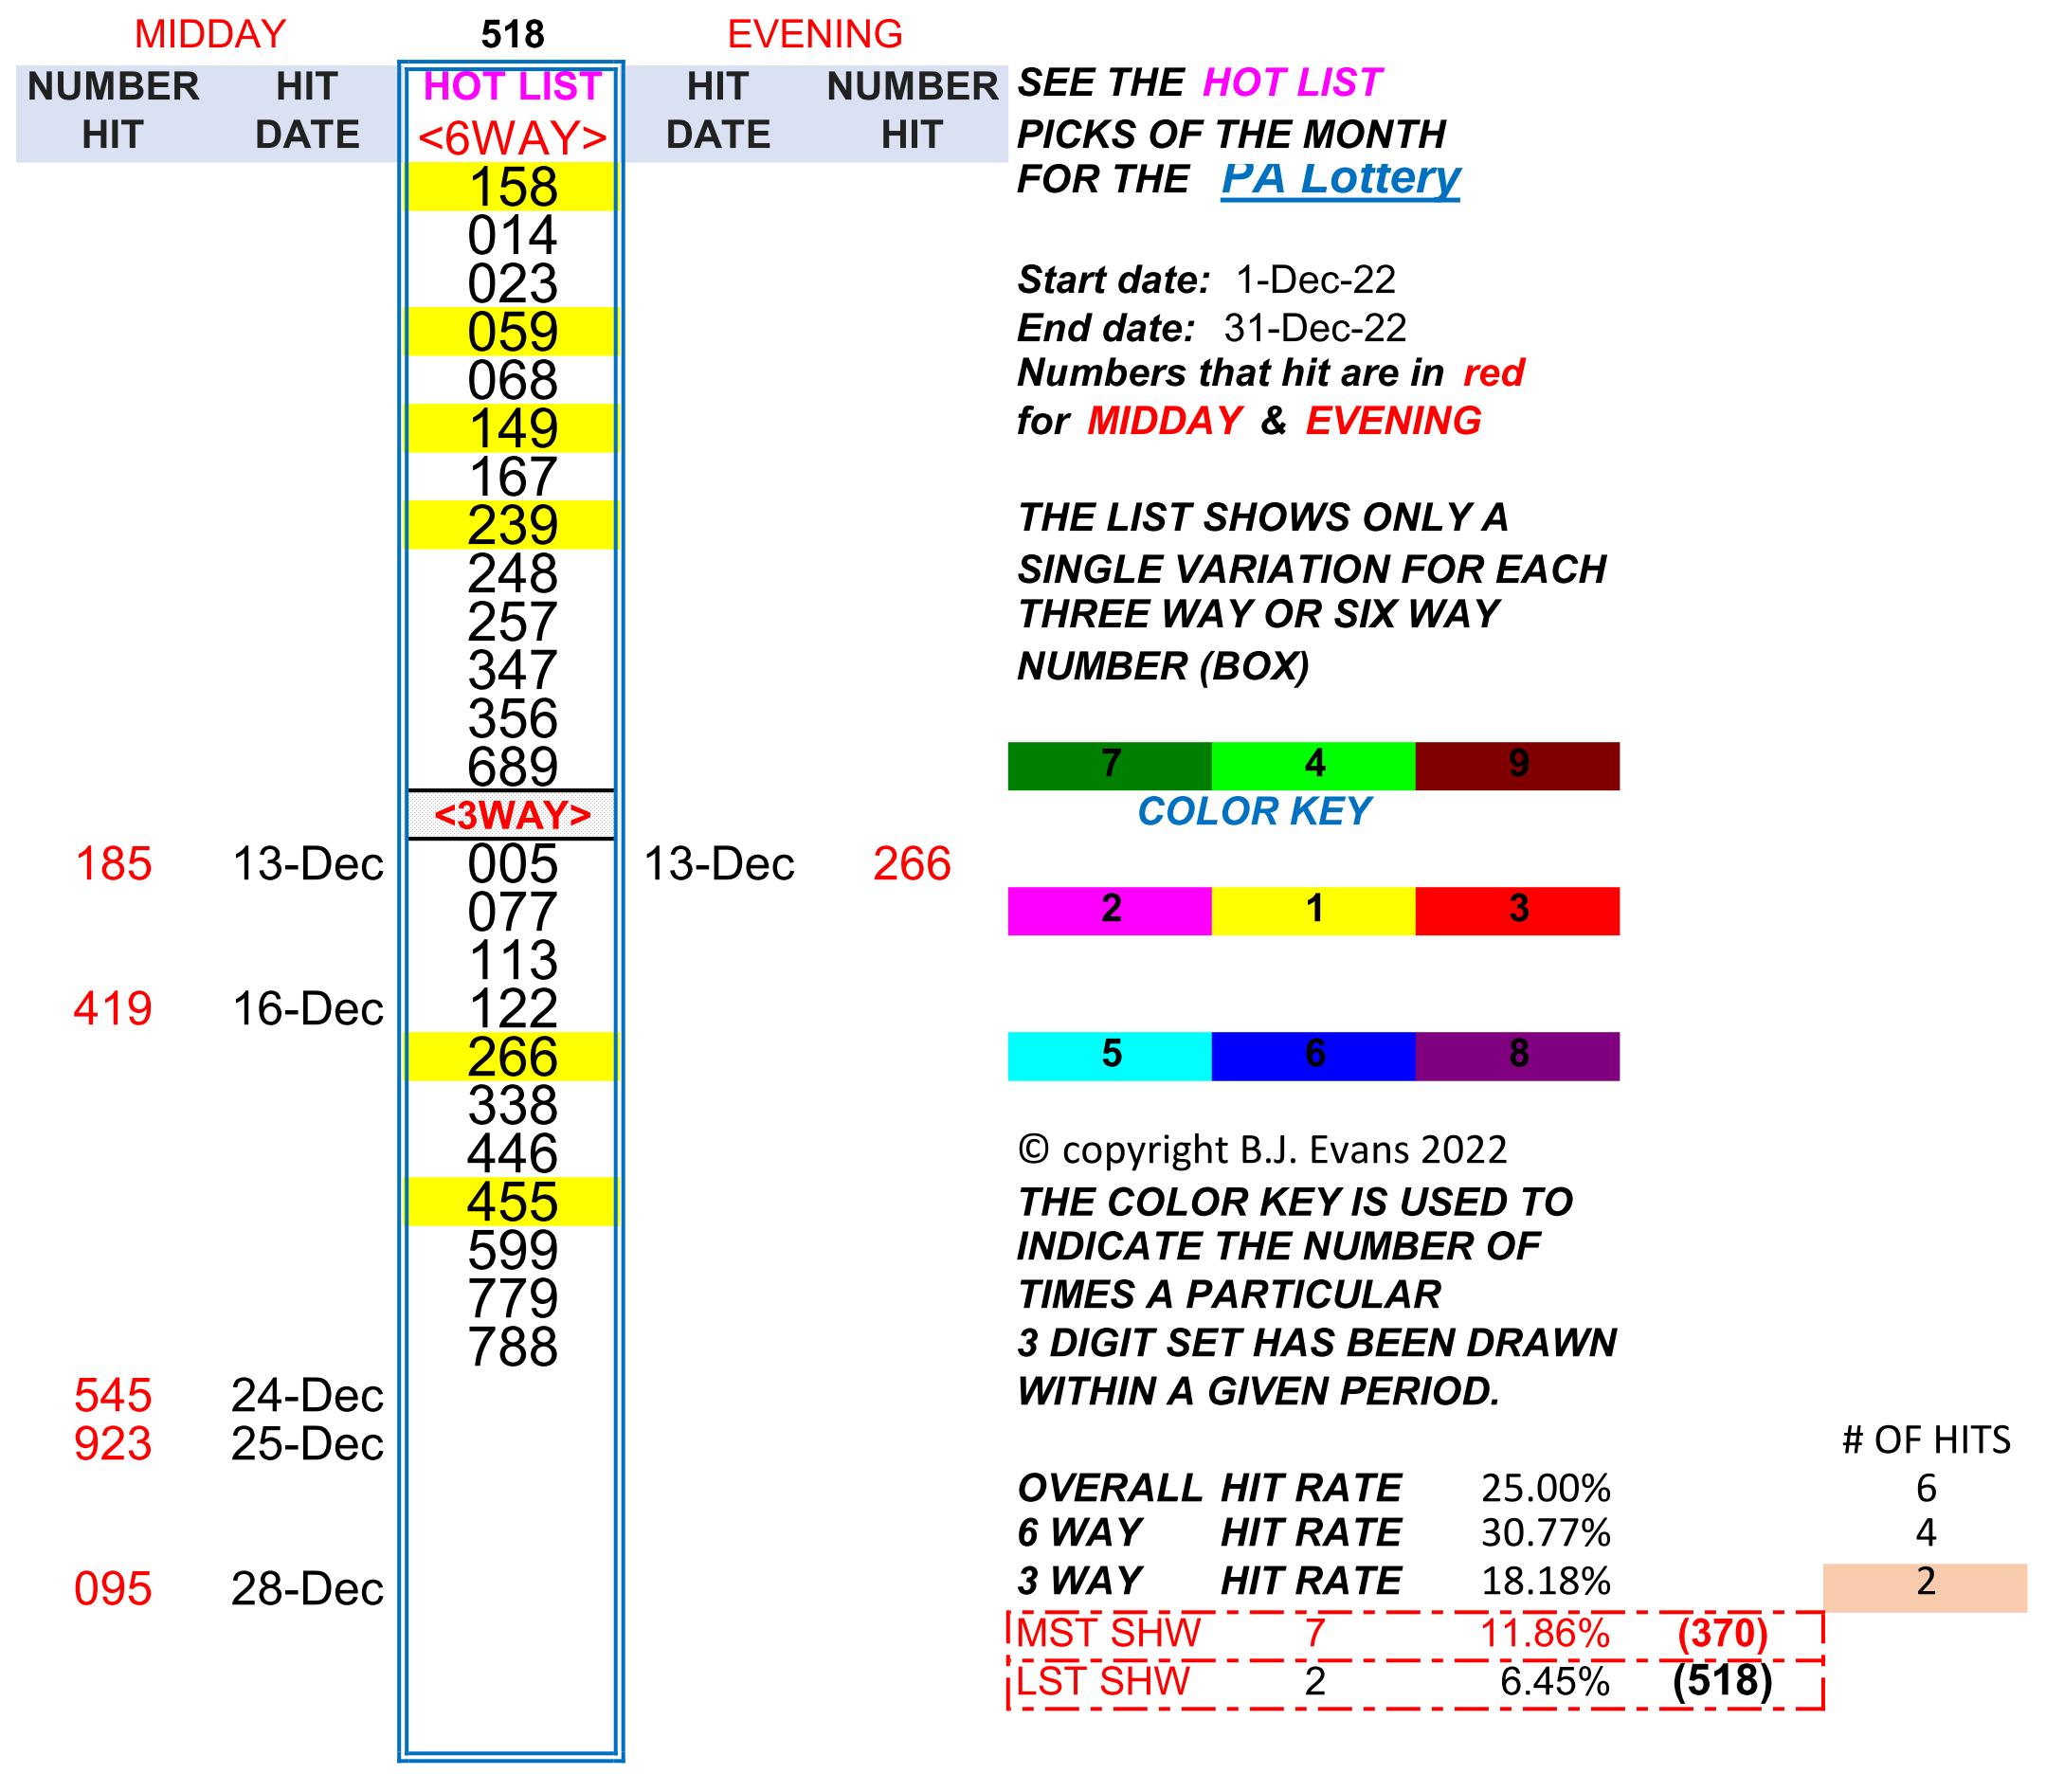 MIDDAY 518 EVENING
NUMBER HIT HOT LIST HIT NUMBER SEE THE HOT LIST
HIT DATE <6WAY> DATE HIT PICKS OF THE MONTH
158 FOR THE PA Lottery
014
023 Start date: 1-Dec-22
059 End date: 31-Dec-22
068 Numbers that hit are in red
149 for MIDDAY & EVENING
167
239 THE LIST SHOWS ONLY A
248 SINGLE VARIATION FOR EACH
257 THREE WAY OR SIX WAY
347 NUMBER (BOX)
356
689 7 4 9
<3WAY> COLOR KEY
185 13-Dec 005 13-Dec 266
077 2 1 3
113
419 16-Dec 122
266 5 6 8
338
446 © copyright B.J. Evans 2022
455 THE COLOR KEY IS USED TO
599 INDICATE THE NUMBER OF
779 TIMES A PARTICULAR
788 3 DIGIT SET HAS BEEN DRAWN
545 24-Dec WITHIN A GIVEN PERIOD.
923 25-Dec # OF HITS
OVERALL HIT RATE 25.00% 6
6 WAY HIT RATE 30.77% 4
095 28-Dec 3 WAY HIT RATE 18.18% 2
MST SHW 7 11.86% (370)
LST SHW 2 6.45% (518)